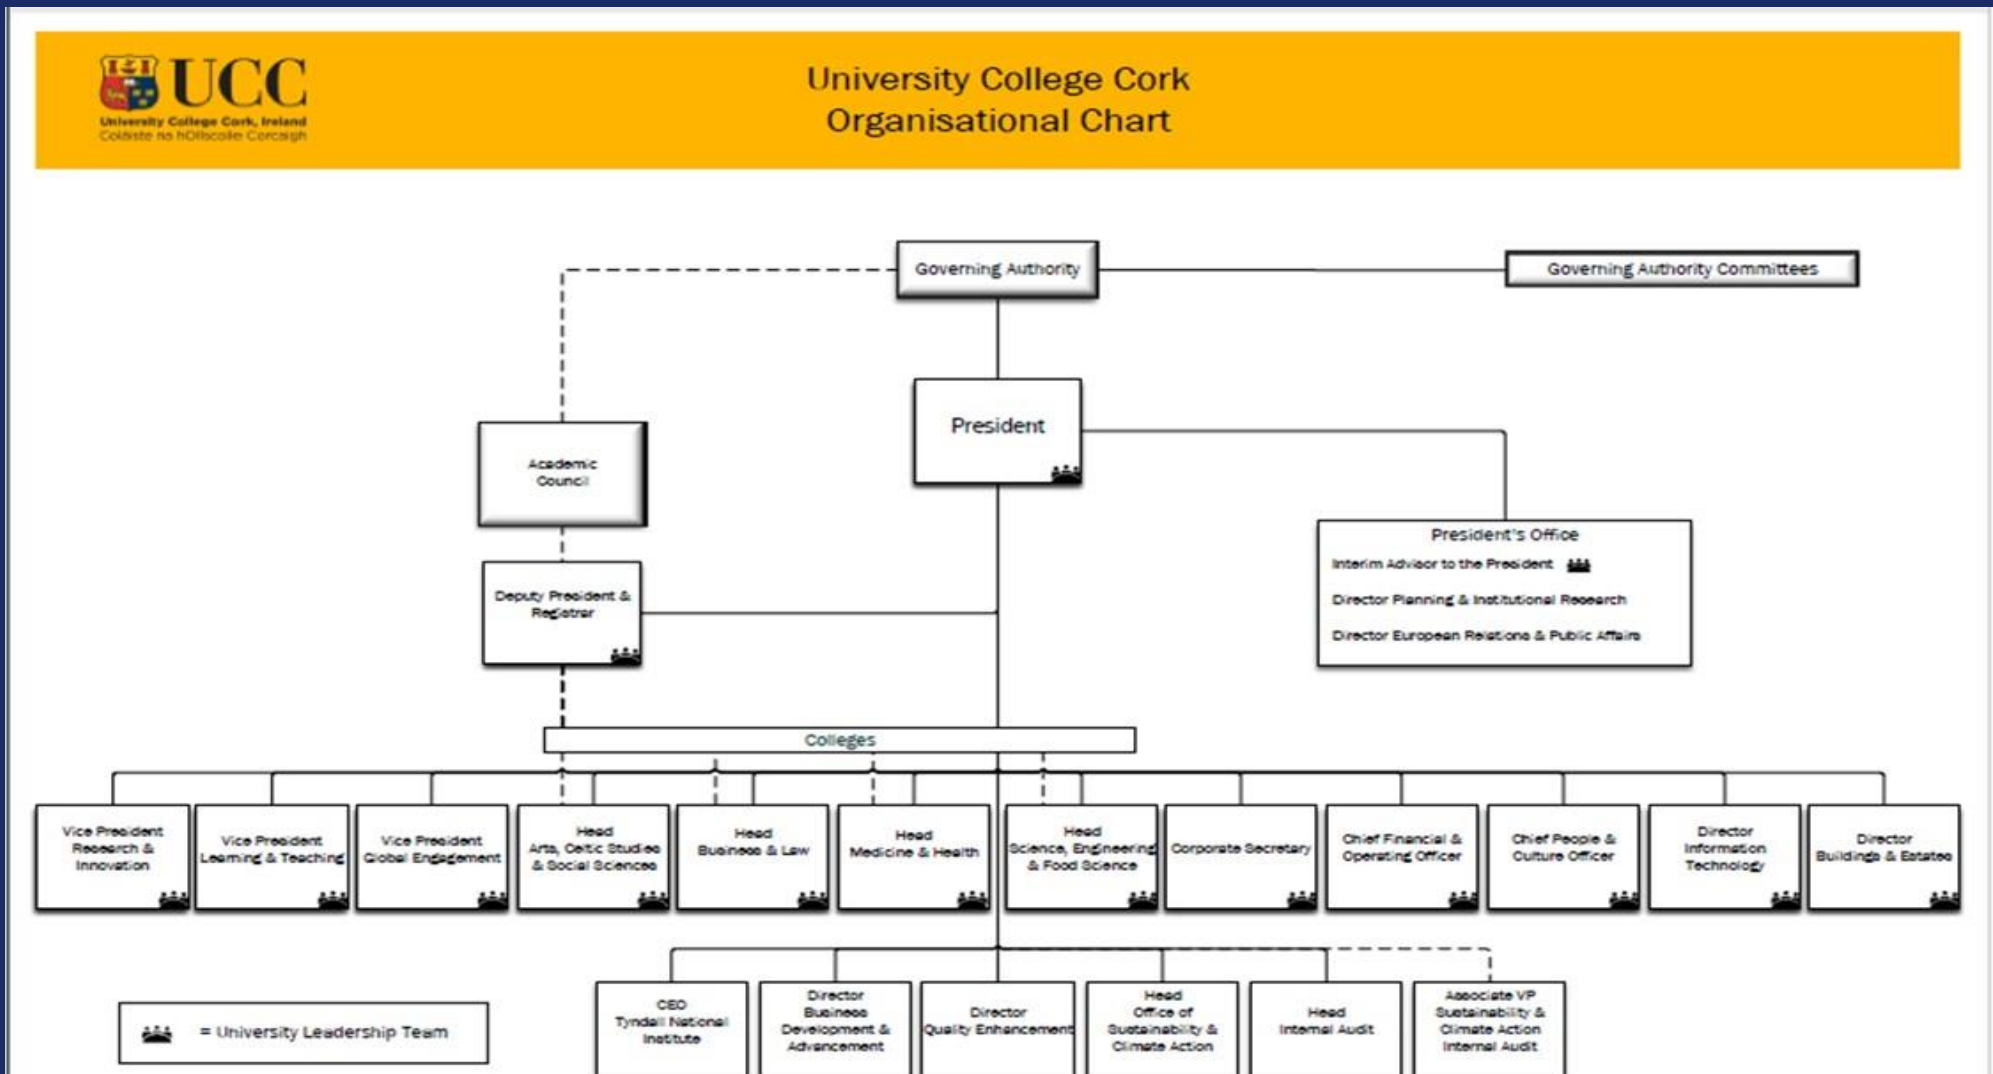 UCC
University College Cork, Ireland
Coláiste na hOllscoile Corcaigh
University College Cork
Organisational Chart
Governing Authority
Governing Authority Committees
President
Academic
Council
President's Office
Interim Advisor to the President
Director Planning & Institutional Research
Director European Relations & Public Affairs
Deputy President &
Registrar
Colleges
Vice President
Research &
Innovation
Vice President
Learning & Teaching
Vice President
Global Engagement
Head
Arts, Celtic Studies
& Social Sciences
Head
Business & Law
Head
Medicine & Health
Head
Science, Engineering
& Food Science
Corporate Secretary
Chief Financial &
Operating Officer
Chief People &
Culture Officer
Director
Information
Technology
Director
Buildings & Estates
CEO
Tyndall National
Institute
Director
Business
Development &
Advancement
Director
Quality Enhancement
Head
Office of
Sustainability &
Climate Action
Head
Internal Audit
Associate VP
Sustainability &
Climate Action
Internal Audit
= University Leadership Team